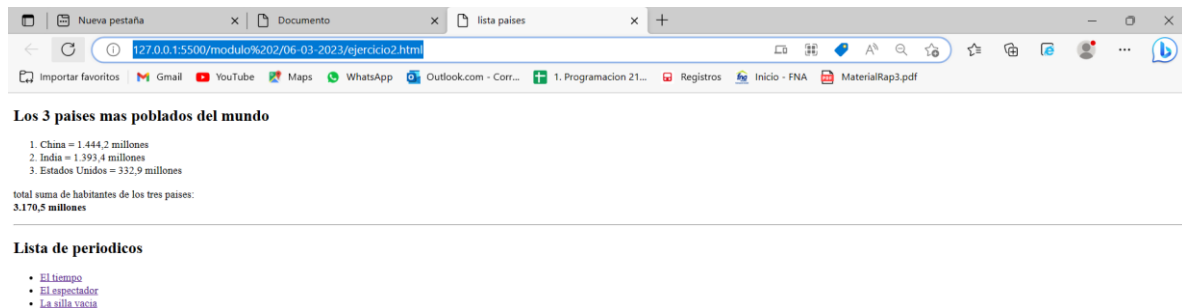 Nueva pestaña Documento lista paises
127.0.0.1:5500/modulo%202/06-03-2023/ejercicio2.html
Importar favoritos Gmail YouTube Maps WhatsApp Outlook.com - Corr... 1. Programacion 21... Registros Inicio - FNA MaterialRap3.pdf
Los 3 paises mas poblados del mundo
1. China = 1.444,2 millones
2. India = 1.393,4 millones
3. Estados Unidos = 332,9 millones
total suma de habitantes de los tres paises:
3.170,5 millones
Lista de periodicos
• El tiempo
• El espectador
• La silla vacia